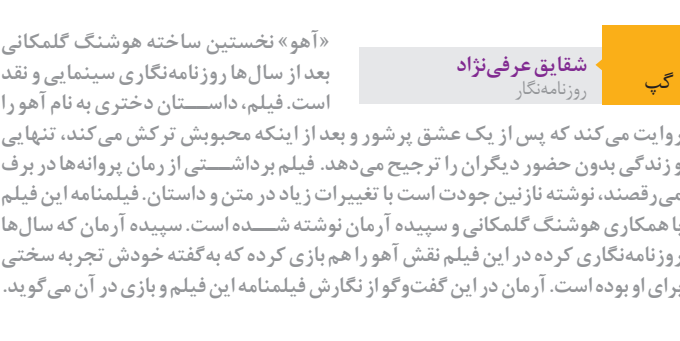 گپ
شقایق عرفی‌نژاد
روزنامه‌نگار
«آهو» نخستین ساخته هوشنگ گلمکانی
بعد از سال‌ها روزنامه‌نگاری سینمایی و نقد
است. فیلم، داستان دختری به نام آهو را
روایت می‌کند که پس از یک عشق پرشور و بعد از اینکه محبوبش ترکش می‌کند، تنهایی
و زندگی بدون حضور دیگران را ترجیح می‌دهد. فیلم برداشتی از رمان پروانه‌ها در برف
می‌رقصند، نوشته نازنین جودت است با تغییرات زیاد در متن و داستان. فیلمنامه این فیلم
با همکاری هوشنگ گلمکانی و سپیده آرمان نوشته شده است. سپیده آرمان که سال‌ها
روزنامه‌نگاری کرده در این فیلم نقش آهو را هم بازی کرده که به‌گفته خودش تجربه سختی
برای او بوده است. آرمان در این گفت‌وگو از نگارش فیلمنامه این فیلم و بازی در آن می‌گوید.